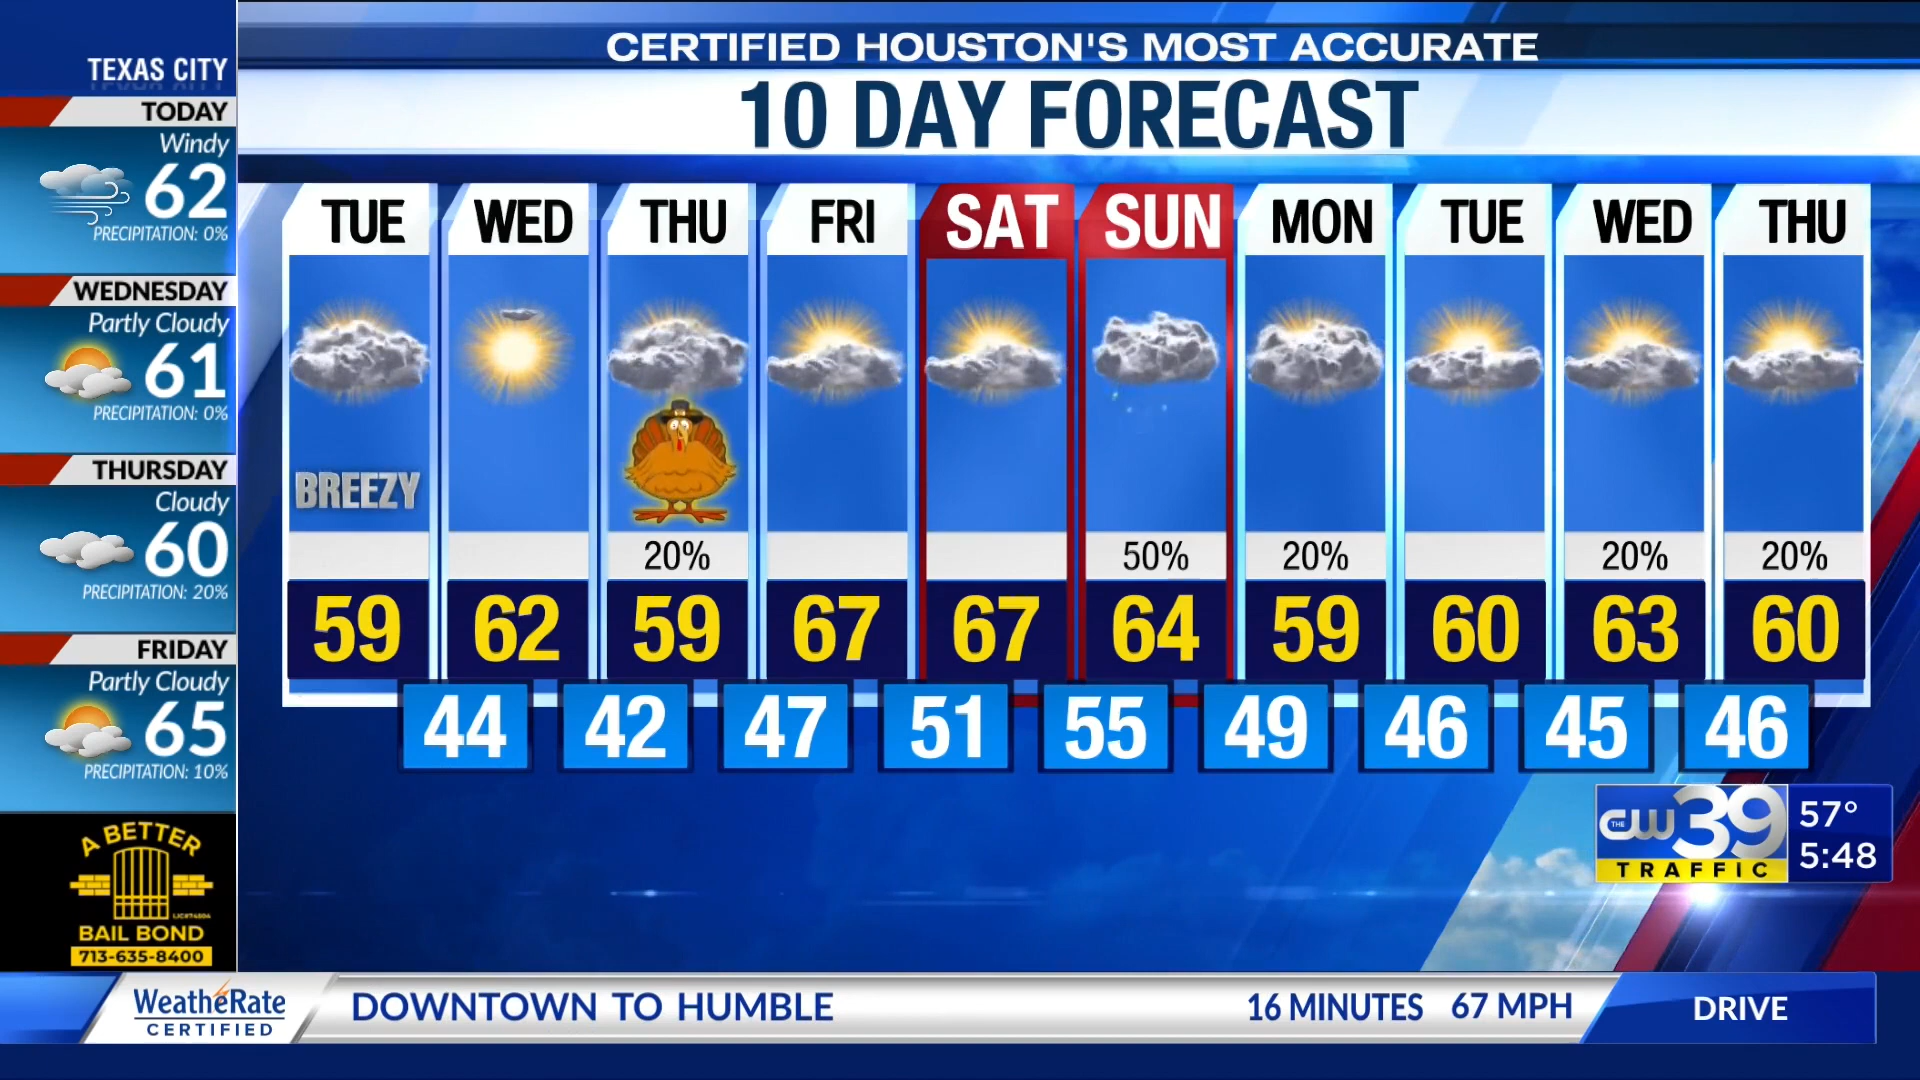 TEXAS CITY
TODAY
Windy
62
PRECIPITATION: 0%
WEDNESDAY
Partly Cloudy
61
PRECIPITATION: 0%
THURSDAY
Cloudy
60
PRECIPITATION: 20%
FRIDAY
Partly Cloudy
65
PRECIPITATION: 10%
A BETTER
BAIL BOND
713-635-8400
CERTIFIED HOUSTON'S MOST ACCURATE
10 DAY FORECAST
TUE WED THU FRI SAT SUN MON TUE WED THU
BREEZY
20% 50% 20% 20% 20%
59 62 59 67 67 64 59 60 63 60
44 42 47 51 55 49 46 45 46
THE CW 39
TRAFFIC
57°
5:48
WeatheRate
CERTIFIED
DOWNTOWN TO HUMBLE 16 MINUTES 67 MPH DRIVE